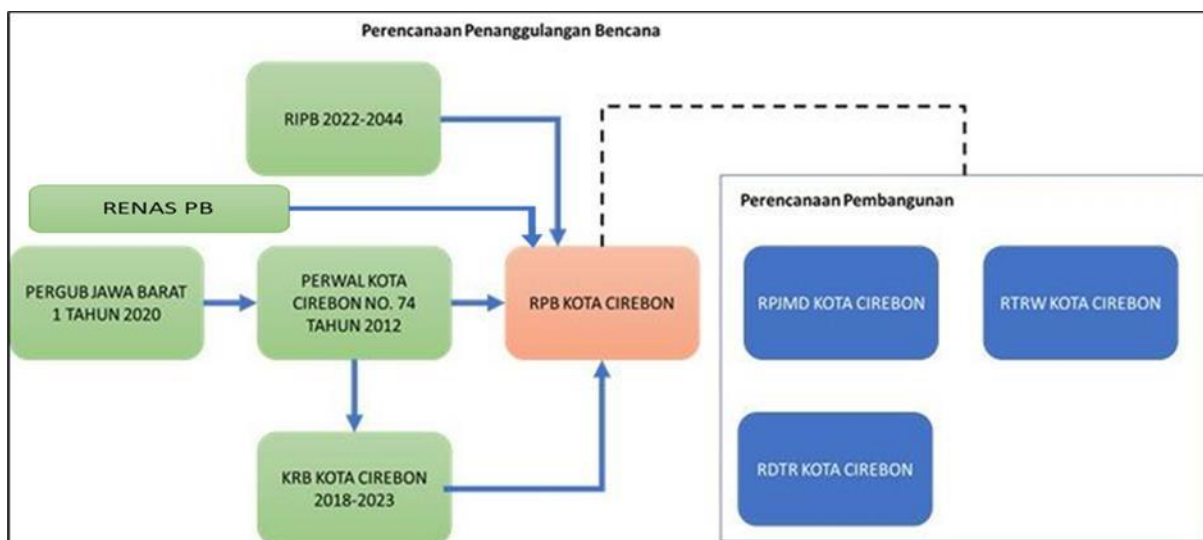 Perencanaan Penanggulangan Bencana
RIPB 2022-2044
RENAS PB
PERGUB JAWA BARAT
1 TAHUN 2020
PERWAL KOTA
CIREBON NO. 74
TAHUN 2012
RPB KOTA CIREBON
KRB KOTA CIREBON
2018-2023
Perencanaan Pembangunan
RPJMD KOTA CIREBON
RTRW KOTA CIREBON
RDTR KOTA CIREBON